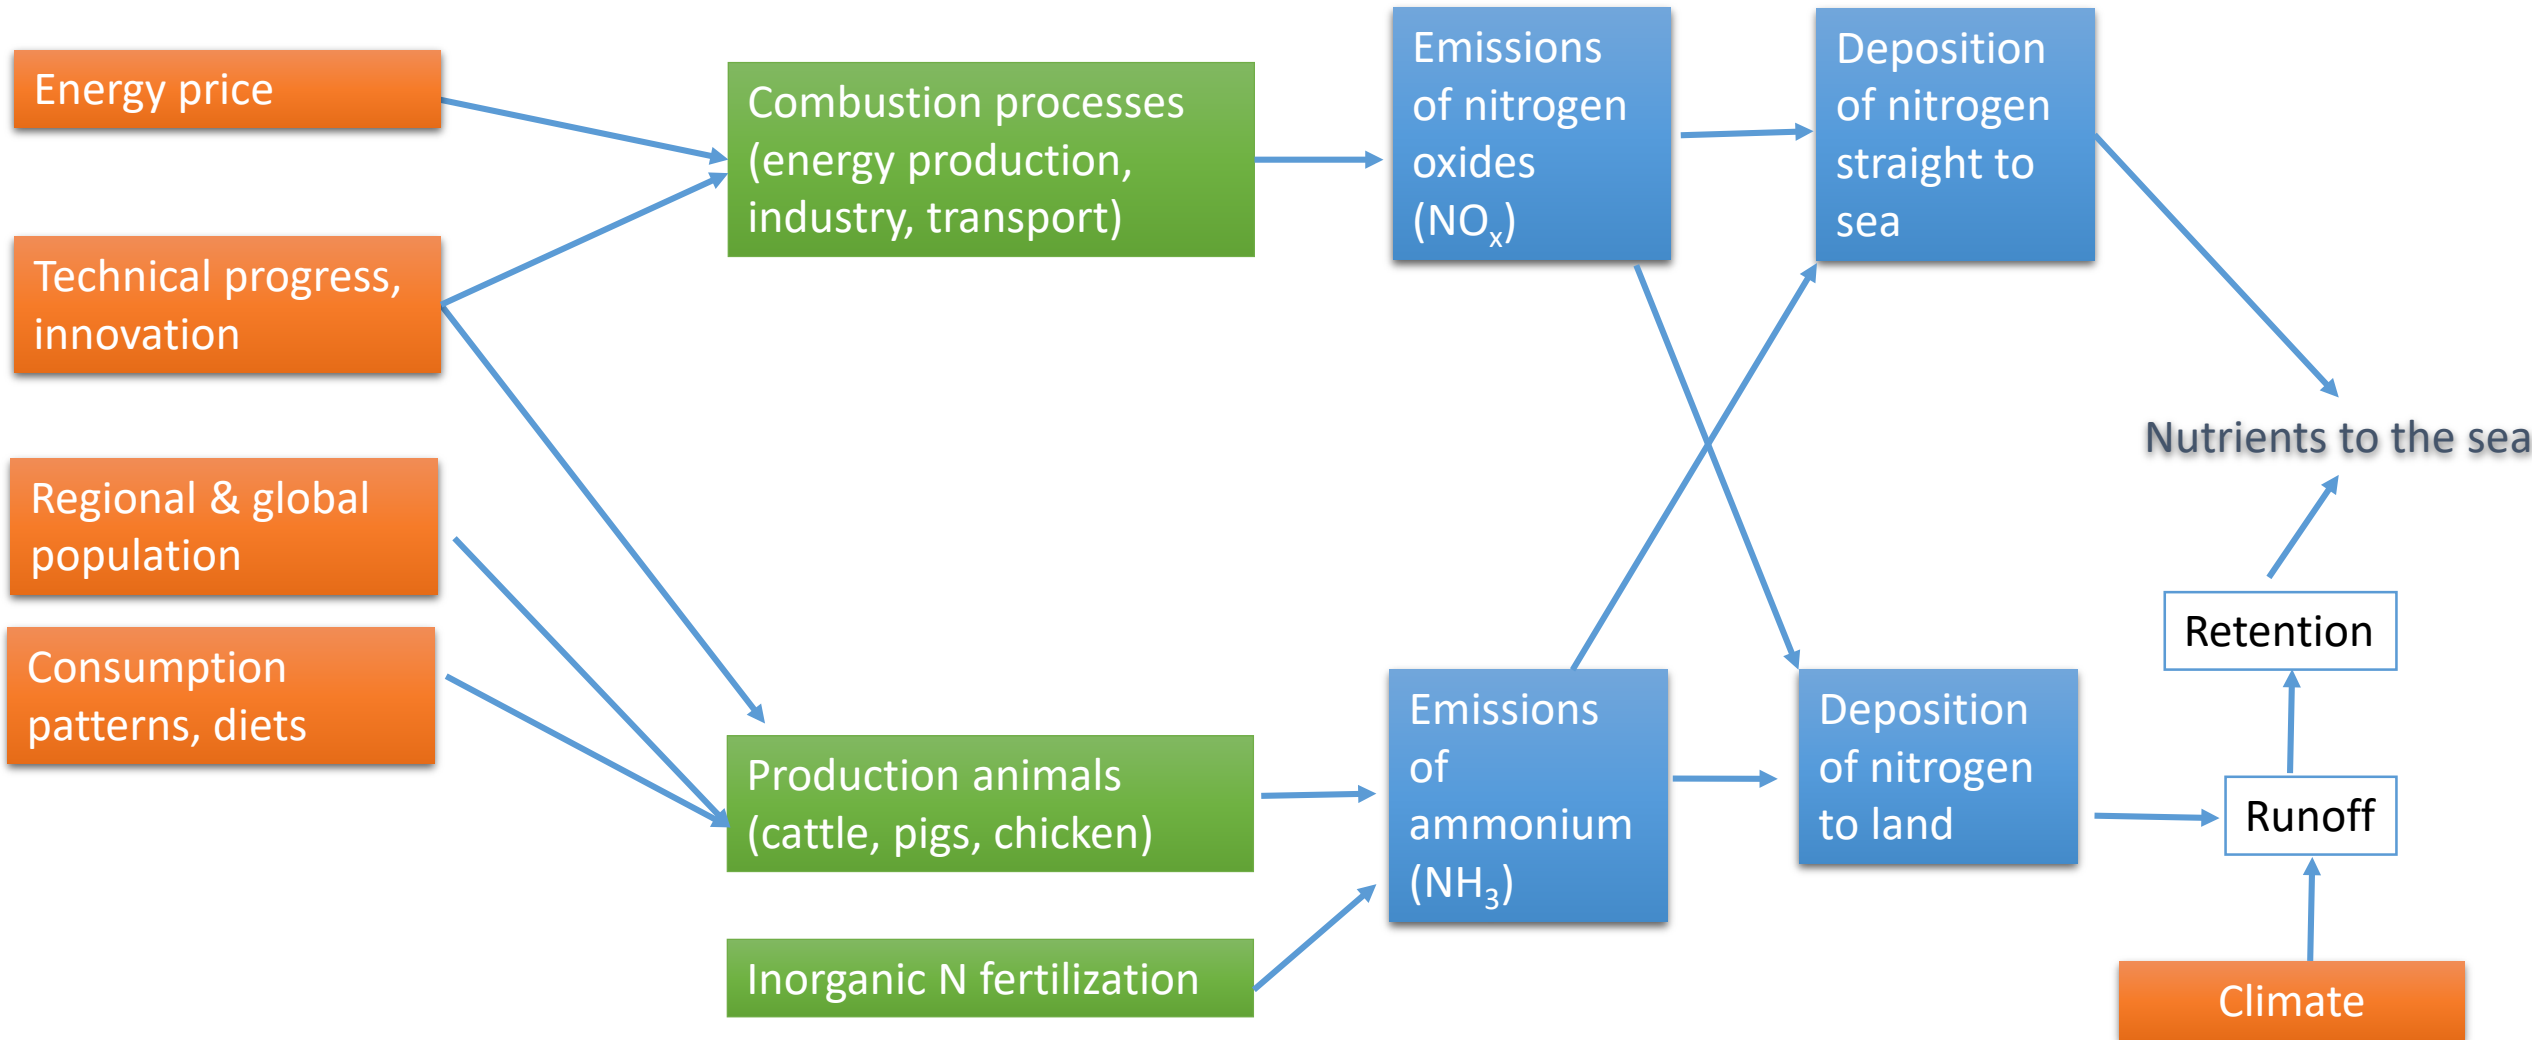 Energy price
Technical progress,
innovation
Regional & global
population
Consumption
patterns, diets
Combustion processes
(energy production,
industry, transport)
Production animals
(cattle, pigs, chicken)
Inorganic N fertilization
Emissions
of nitrogen
oxides
(NOₓ)
Emissions
of
ammonium
(NH₃)
Deposition
of nitrogen
straight to
sea
Deposition
of nitrogen
to land
Nutrients to the sea
Retention
Runoff
Climate